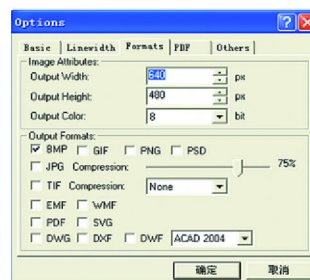 Options
Basic Linewidth Formats PDF Others
Image Attributes:
Output Width: 640 px
Output Height: 480 px
Output Color: 8 bit
Output Formats:
BMP GIF PNG PSD
JPG Compression: 75%
TIF Compression: None
EMF WMF
PDF SVG
DWG DXF DWF ACAD 2004
确定 取消